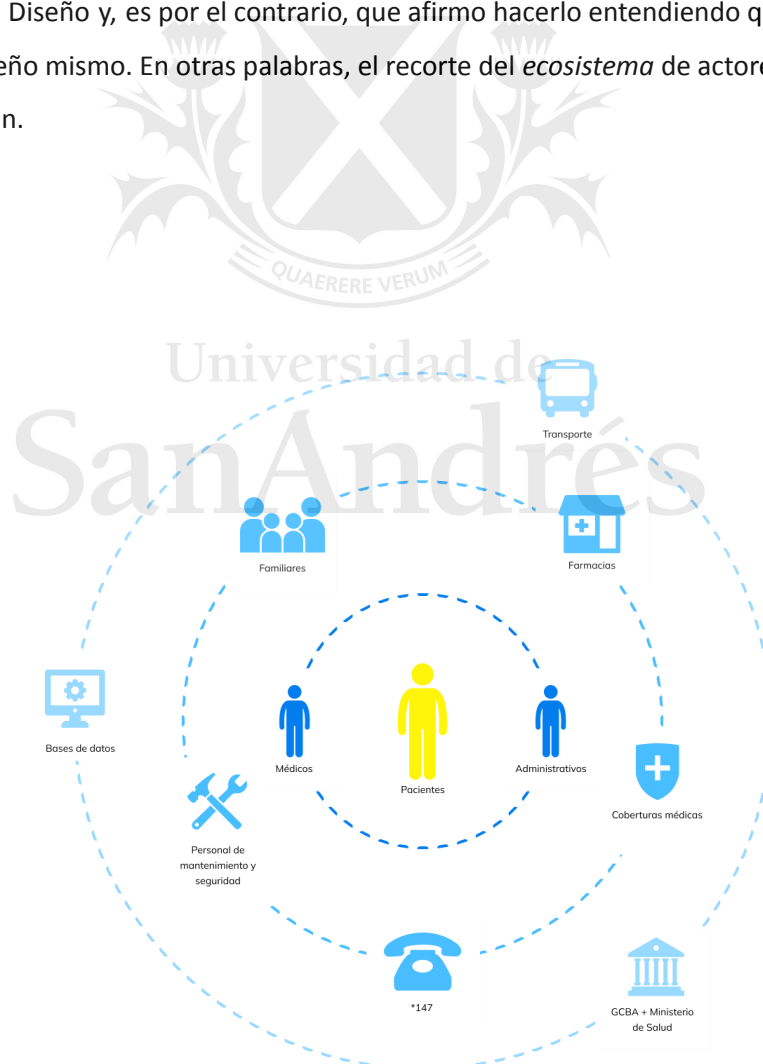 Diseño y, es por el contrario, que afirmo hacerlo entendiendo
mismo. En otras palabras, el recorte del ecosistema de
QUAERERE VERUM
Universidad de
SanAndrés
Transporte
Familiares
Farmacias
Bases de datos
Médicos
Pacientes
Administrativos
Coberturas médicas
Personal de
mantenimiento y
seguridad
*147
GCBA + Ministerio
de Salud